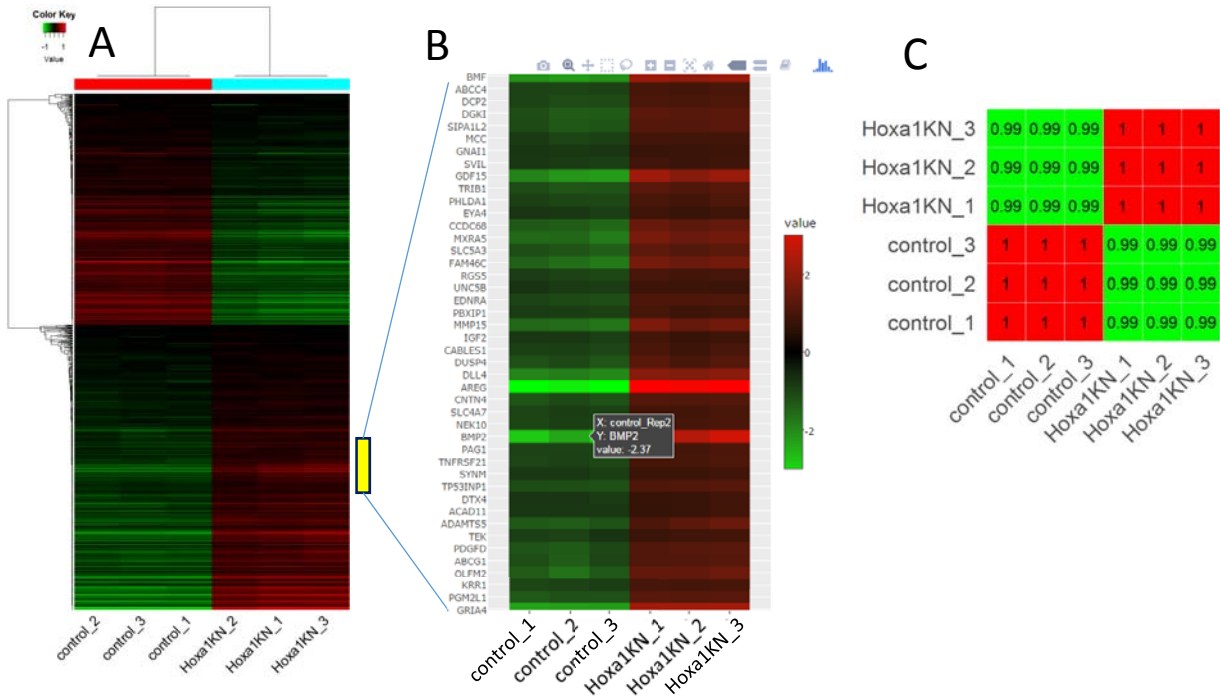 Color Key
-1 1
Value
A
control_2
control_3
control_1
Hoxa1KN_2
Hoxa1KN_1
Hoxa1KN_3
B
BMF
ABCC4
DCP2
DGKI
SIPA1L2
MCC
GNAI1
SVIL
GDF15
TRIB1
PHLDA1
EYA4
CCDC68
MXRA5
SLC5A3
FAM46C
RGS5
UNC5B
EDNRA
PBXIP1
MMP15
IGF2
CABLES1
DUSP4
DLL4
AREG
CNTN4
SLC4A7
NEK10
BMP2
PAG1
TNFRSF21
SYNM
TP53INP1
DTX4
ACAD11
ADAMTS5
TEK
PDGFD
ABCG1
OLFM2
KRR1
PGM2L1
GRIA4
X: control_Rep2
Y: BMP2
value: -2.37
control_1
control_2
control_3
Hoxa1KN_1
Hoxa1KN_2
Hoxa1KN_3
value
2
0
-2
C
Hoxa1KN_3 0.99 0.99 0.99 1 1 1
Hoxa1KN_2 0.99 0.99 0.99 1 1 1
Hoxa1KN_1 0.99 0.99 0.99 1 1 1
control_3 1 1 1 0.99 0.99 0.99
control_2 1 1 1 0.99 0.99 0.99
control_1 1 1 1 0.99 0.99 0.99
control_1
control_2
control_3
Hoxa1KN_1
Hoxa1KN_2
Hoxa1KN_3